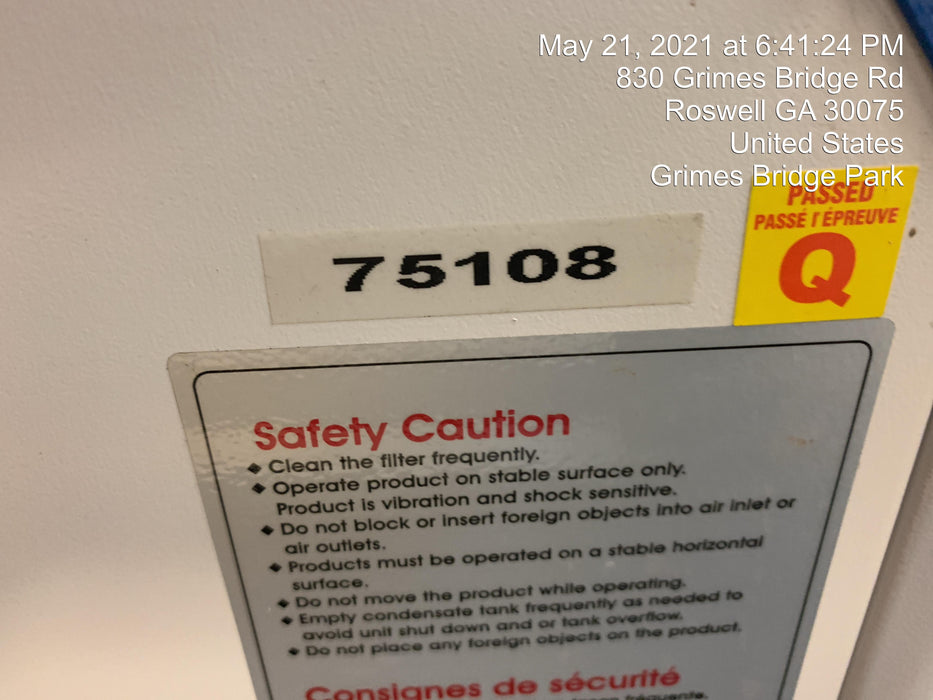 May 21, 2021 at 6:41:24 PM
830 Grimes Bridge Rd
Roswell GA 30075
United States
Grimes Bridge Park
PASSED
PASSÉ l'ÉPREUVE
Q
75108
Safety Caution
◆ Clean the filter frequently.
◆ Operate product on stable surface only.
Product is vibration and shock sensitive.
◆ Do not block or insert foreign objects into air inlet or
air outlets.
◆ Products must be operated on a stable horizontal
surface.
◆ Do not move the product while operating.
◆ Empty condensate tank frequently as needed to
avoid unit shut down and or tank overflow.
◆ Do not place any foreign objects on the product.
Consignes de sécurité